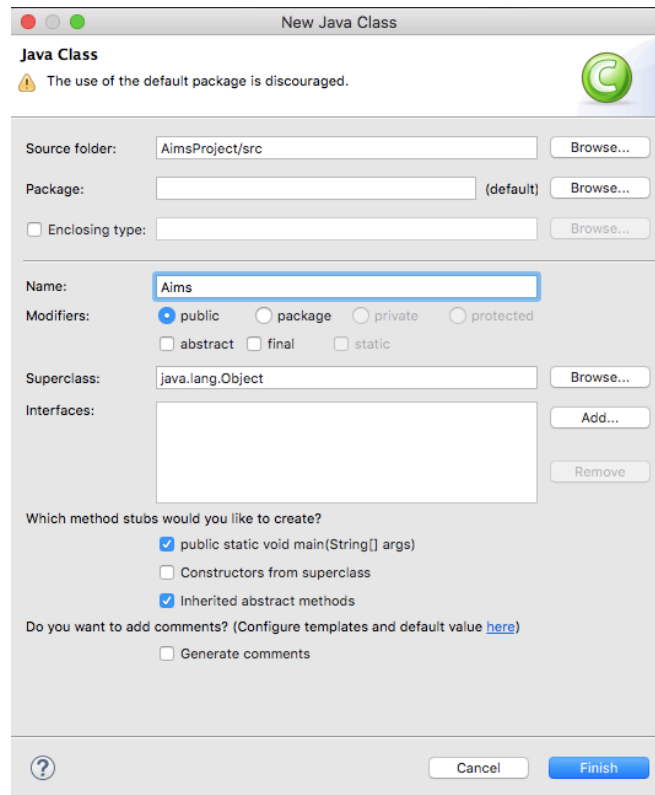 New Java Class
Java Class
The use of the default package is discouraged.
C
Source folder: AimsProject/src Browse...
Package: (default) Browse...
Enclosing type: Browse...
Name: Aims
Modifiers: public package private protected
abstract final static
Superclass: java.lang.Object Browse...
Interfaces: Add...
Remove
Which method stubs would you like to create?
public static void main(String[] args)
Constructors from superclass
Inherited abstract methods
Do you want to add comments? (Configure templates and default value here)
Generate comments
? Cancel Finish